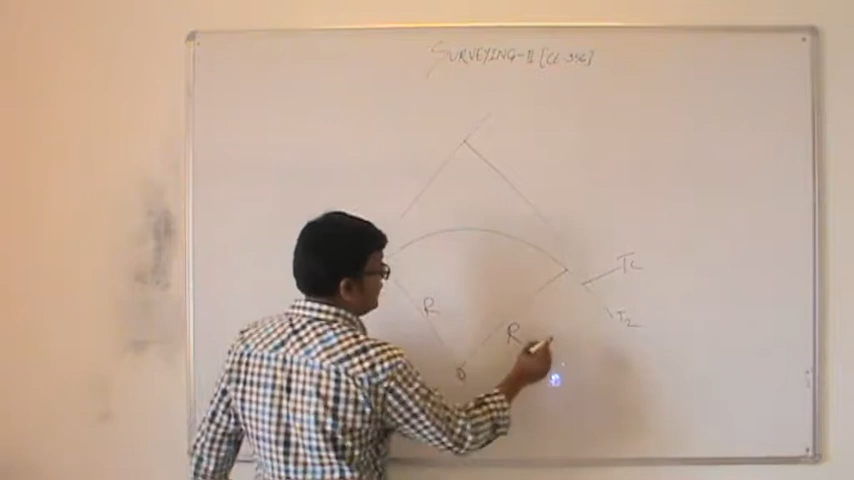 SURVEYING-II [CE-356]
TC
R
T2
R
O